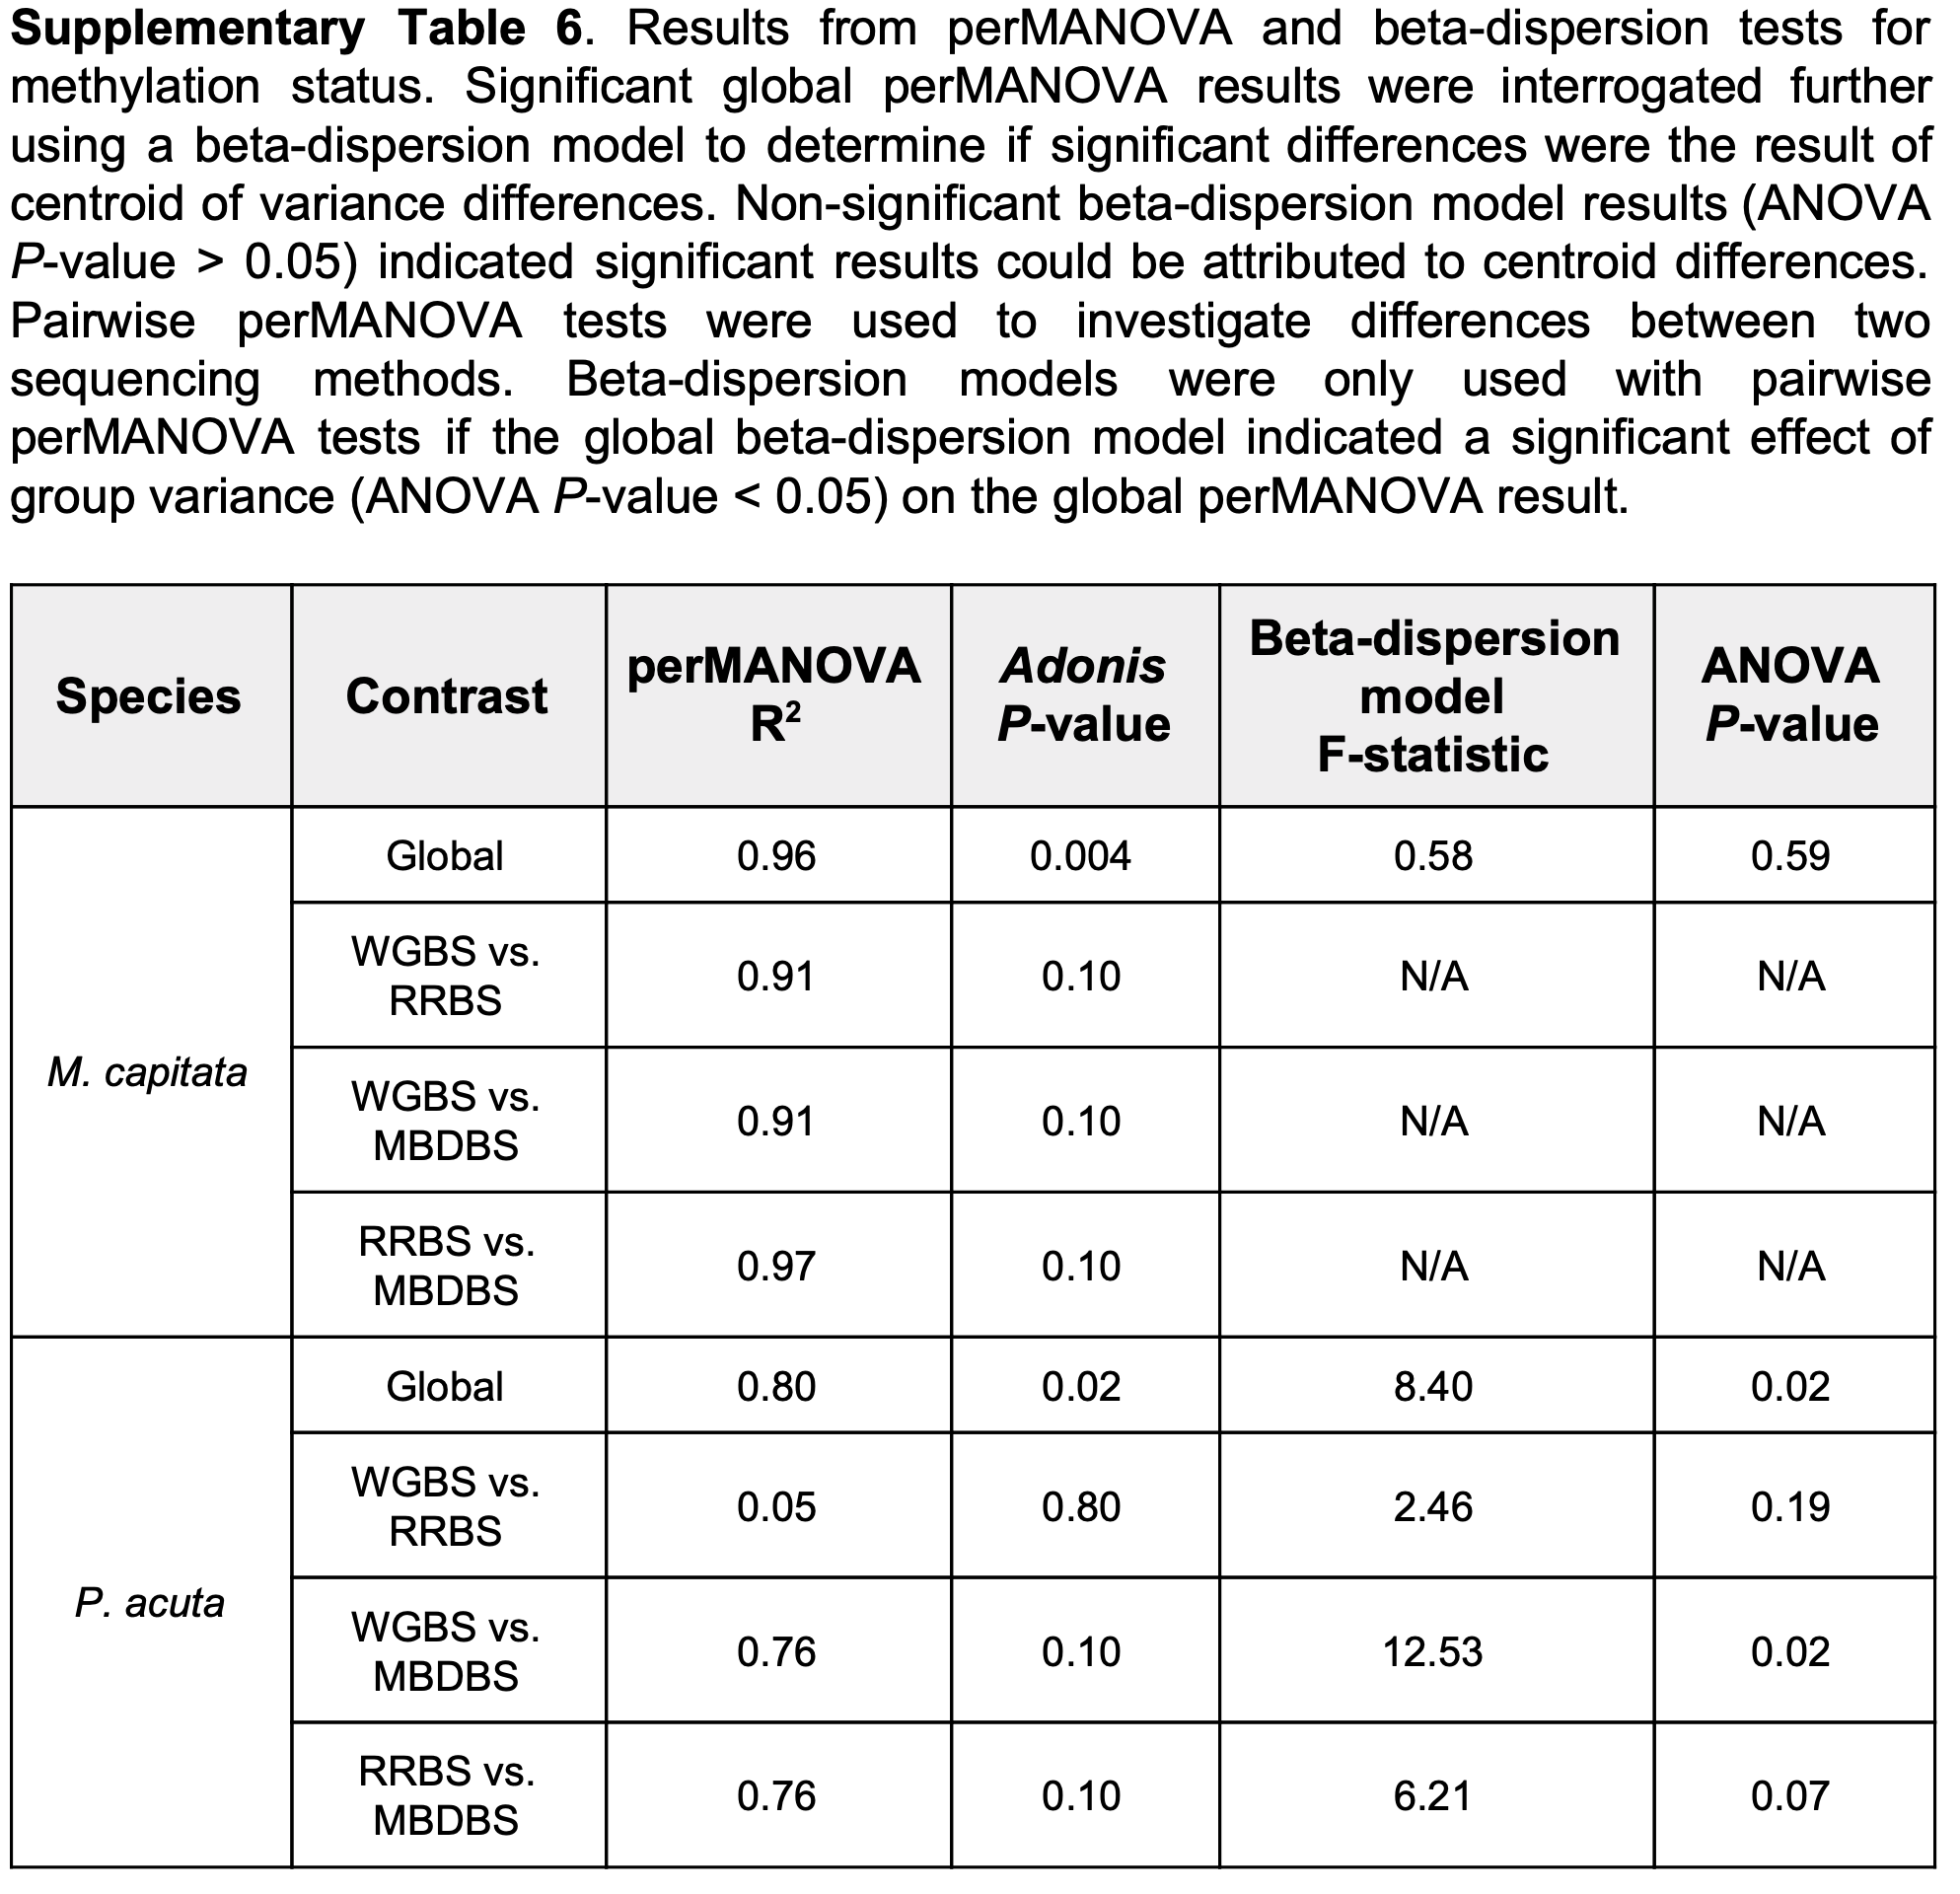 Supplementary Table 6. Results from perMANOVA and beta-dispersion tests for
methylation status. Significant global perMANOVA results were interrogated further
using a beta-dispersion model to determine if significant differences were the result of
centroid of variance differences. Non-significant beta-dispersion model results (ANOVA
P-value > 0.05) indicated significant results could be attributed to centroid differences.
Pairwise perMANOVA tests were used to investigate differences between two
sequencing methods. Beta-dispersion models were only used with pairwise
perMANOVA tests if the global beta-dispersion model indicated a significant effect of
group variance (ANOVA P-value < 0.05) on the global perMANOVA result.
Species
Contrast
perMANOVA
R²
Adonis
P-value
Beta-dispersion
model
F-statistic
ANOVA
P-value
M. capitata
Global
0.96
0.004
0.58
0.59
WGBS vs.
RRBS
0.91
0.10
N/A
N/A
WGBS vs.
MBDBS
0.91
0.10
N/A
N/A
RRBS vs.
MBDBS
0.97
0.10
N/A
N/A
P. acuta
Global
0.80
0.02
8.40
0.02
WGBS vs.
RRBS
0.05
0.80
2.46
0.19
WGBS vs.
MBDBS
0.76
0.10
12.53
0.02
RRBS vs.
MBDBS
0.76
0.10
6.21
0.07